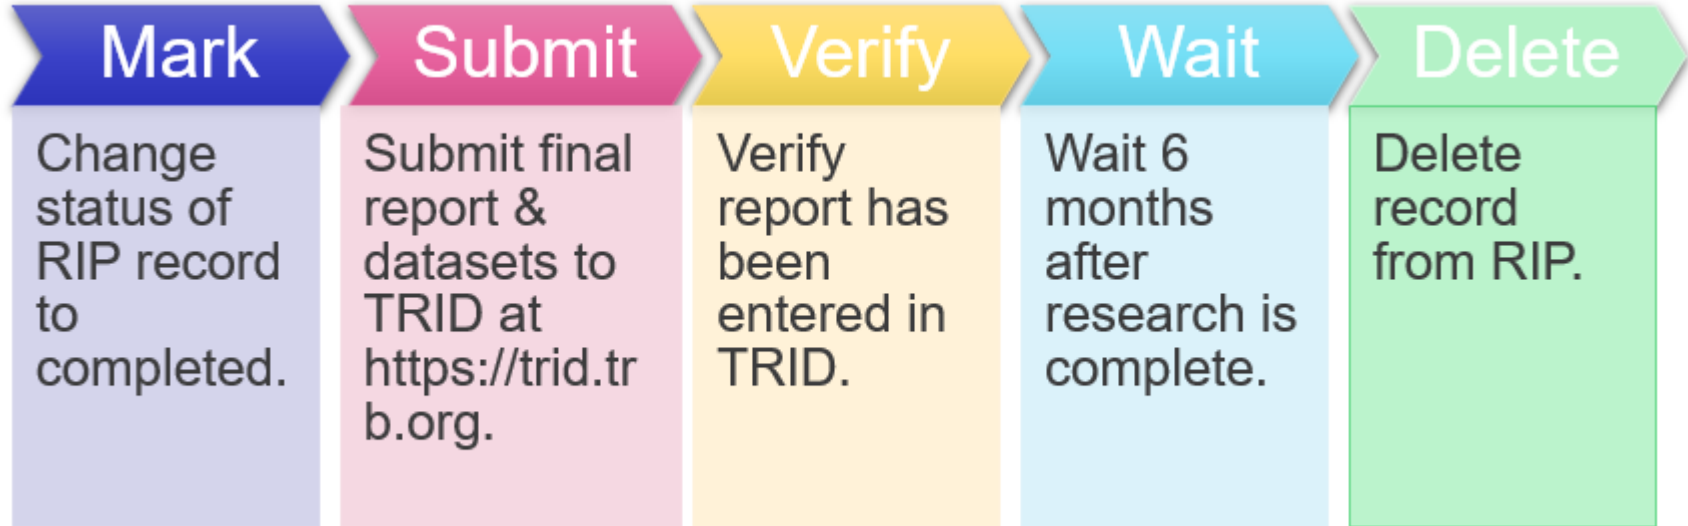 Mark
Change
status of
RIP record
to
completed.
Submit
Submit final
report &
datasets to
TRID at
https://trid.tr
b.org.
Verify
Verify
report has
been
entered in
TRID.
Wait
Wait 6
months
after
research is
complete.
Delete
Delete
record
from RIP.